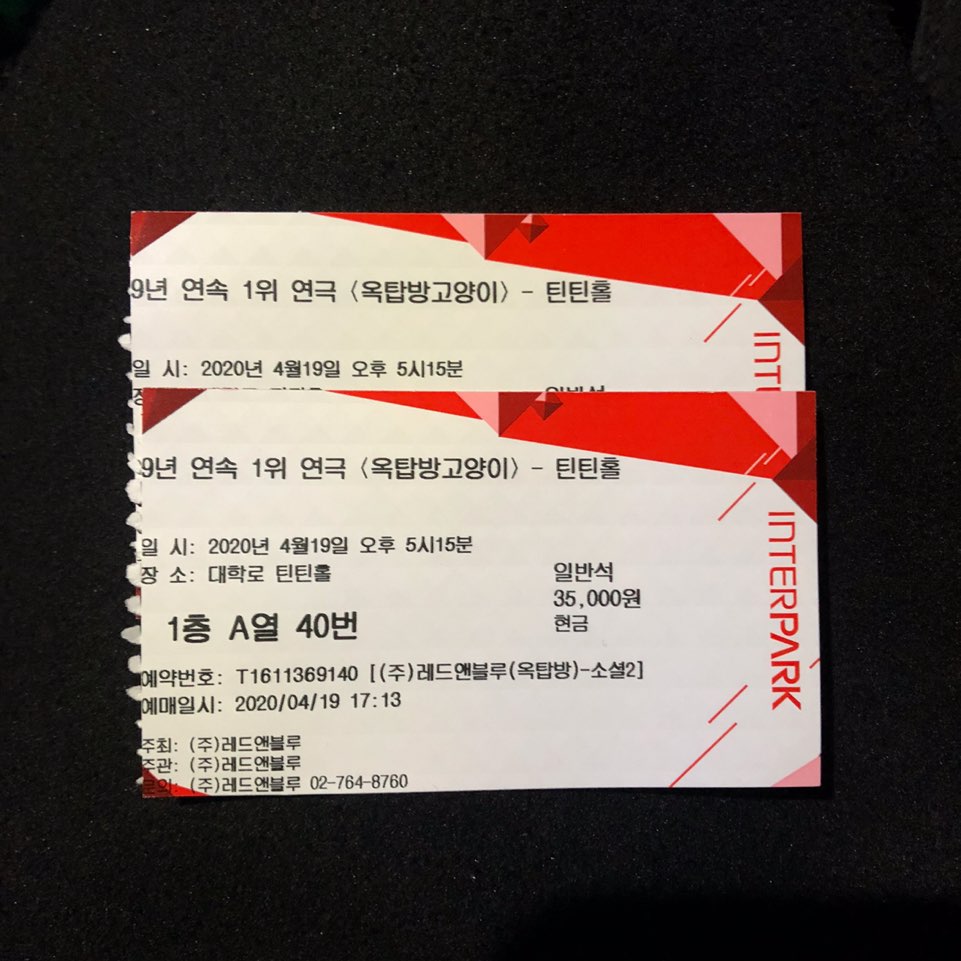 9년 연속 1위 연극 <옥탑방고양이> - 틴틴홀
일 시: 2020년 4월19일 오후 5시15분
INT
9년 연속 1위 연극 <옥탑방고양이> - 틴틴홀
일 시: 2020년 4월19일 오후 5시15분
장 소: 대학로 틴틴홀
일반석
35,000원
현금
1층 A열 40번
예약번호: T1611369140 [(주)레드앤블루(옥탑방)-소셜2]
예매일시: 2020/04/19 17:13
주최: (주)레드앤블루
주관: (주)레드앤블루
문의: (주)레드앤블루 02-764-8760
INTERPARK